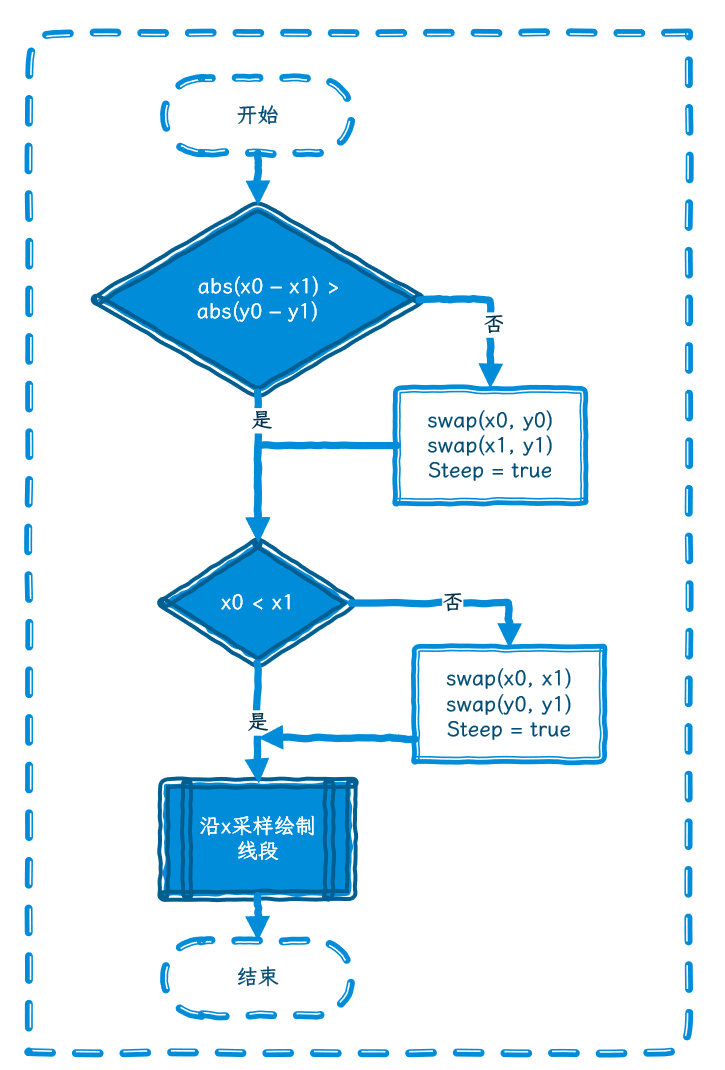 开始
abs(x0 – x1) >
abs(y0 – y1)
否
swap(x0, y0)
swap(x1, y1)
Steep = true
是
x0 < x1
否
swap(x0, x1)
swap(y0, y1)
Steep = true
是
沿x采样绘制
线段
结束